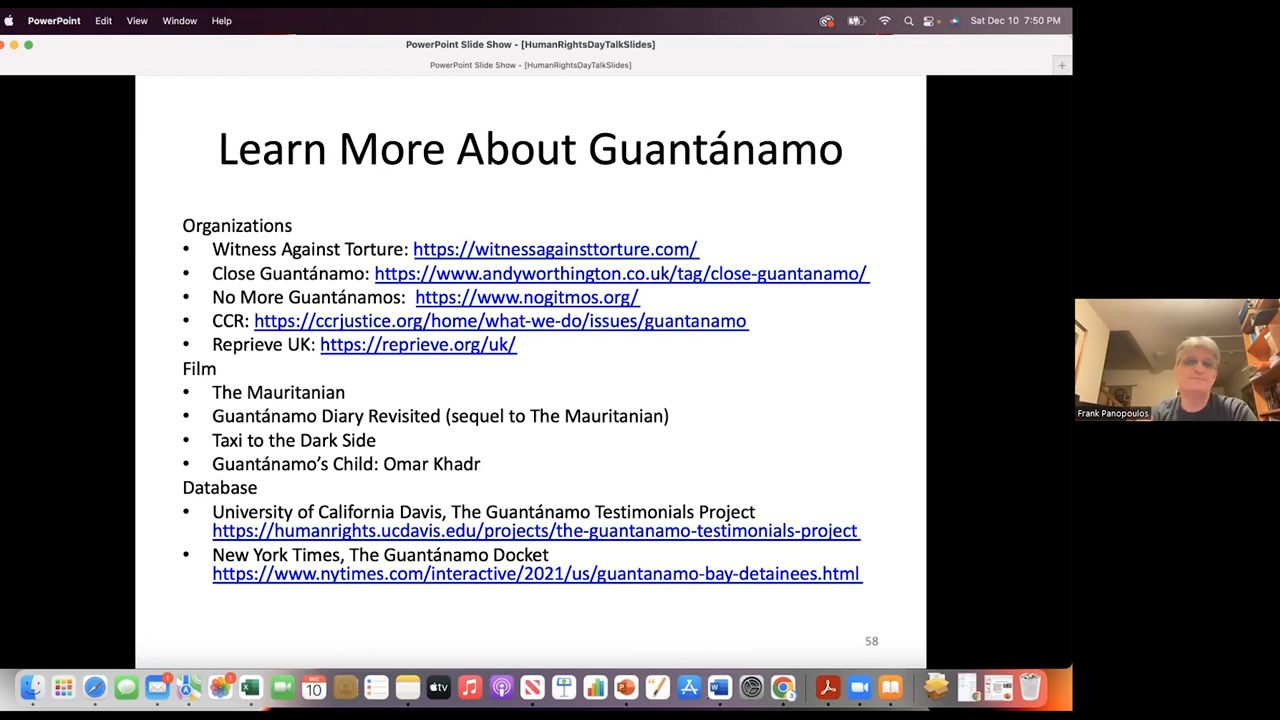 PowerPoint Edit View Window Help Sat Dec 10 7:50 PM
PowerPoint Slide Show - [HumanRightsDayTalkSlides]
PowerPoint Slide Show - [HumanRightsDayTalkSlides]
Learn More About Guantánamo
Organizations
• Witness Against Torture: https://witnessagainsttorture.com/
• Close Guantánamo: https://www.andyworthington.co.uk/tag/close-guantanamo/
• No More Guantánamos: https://www.nogitmos.org/
• CCR: https://ccrjustice.org/home/what-we-do/issues/guantanamo
• Reprieve UK: https://reprieve.org/uk/
Film
• The Mauritanian
• Guantánamo Diary Revisited (sequel to The Mauritanian)
• Taxi to the Dark Side
• Guantánamo’s Child: Omar Khadr
Database
• University of California Davis, The Guantánamo Testimonials Project
https://humanrights.ucdavis.edu/projects/the-guantanamo-testimonials-project
• New York Times, The Guantánamo Docket
https://www.nytimes.com/interactive/2021/us/guantanamo-bay-detainees.html
58
Frank Panopoulos
DEC
10
tv